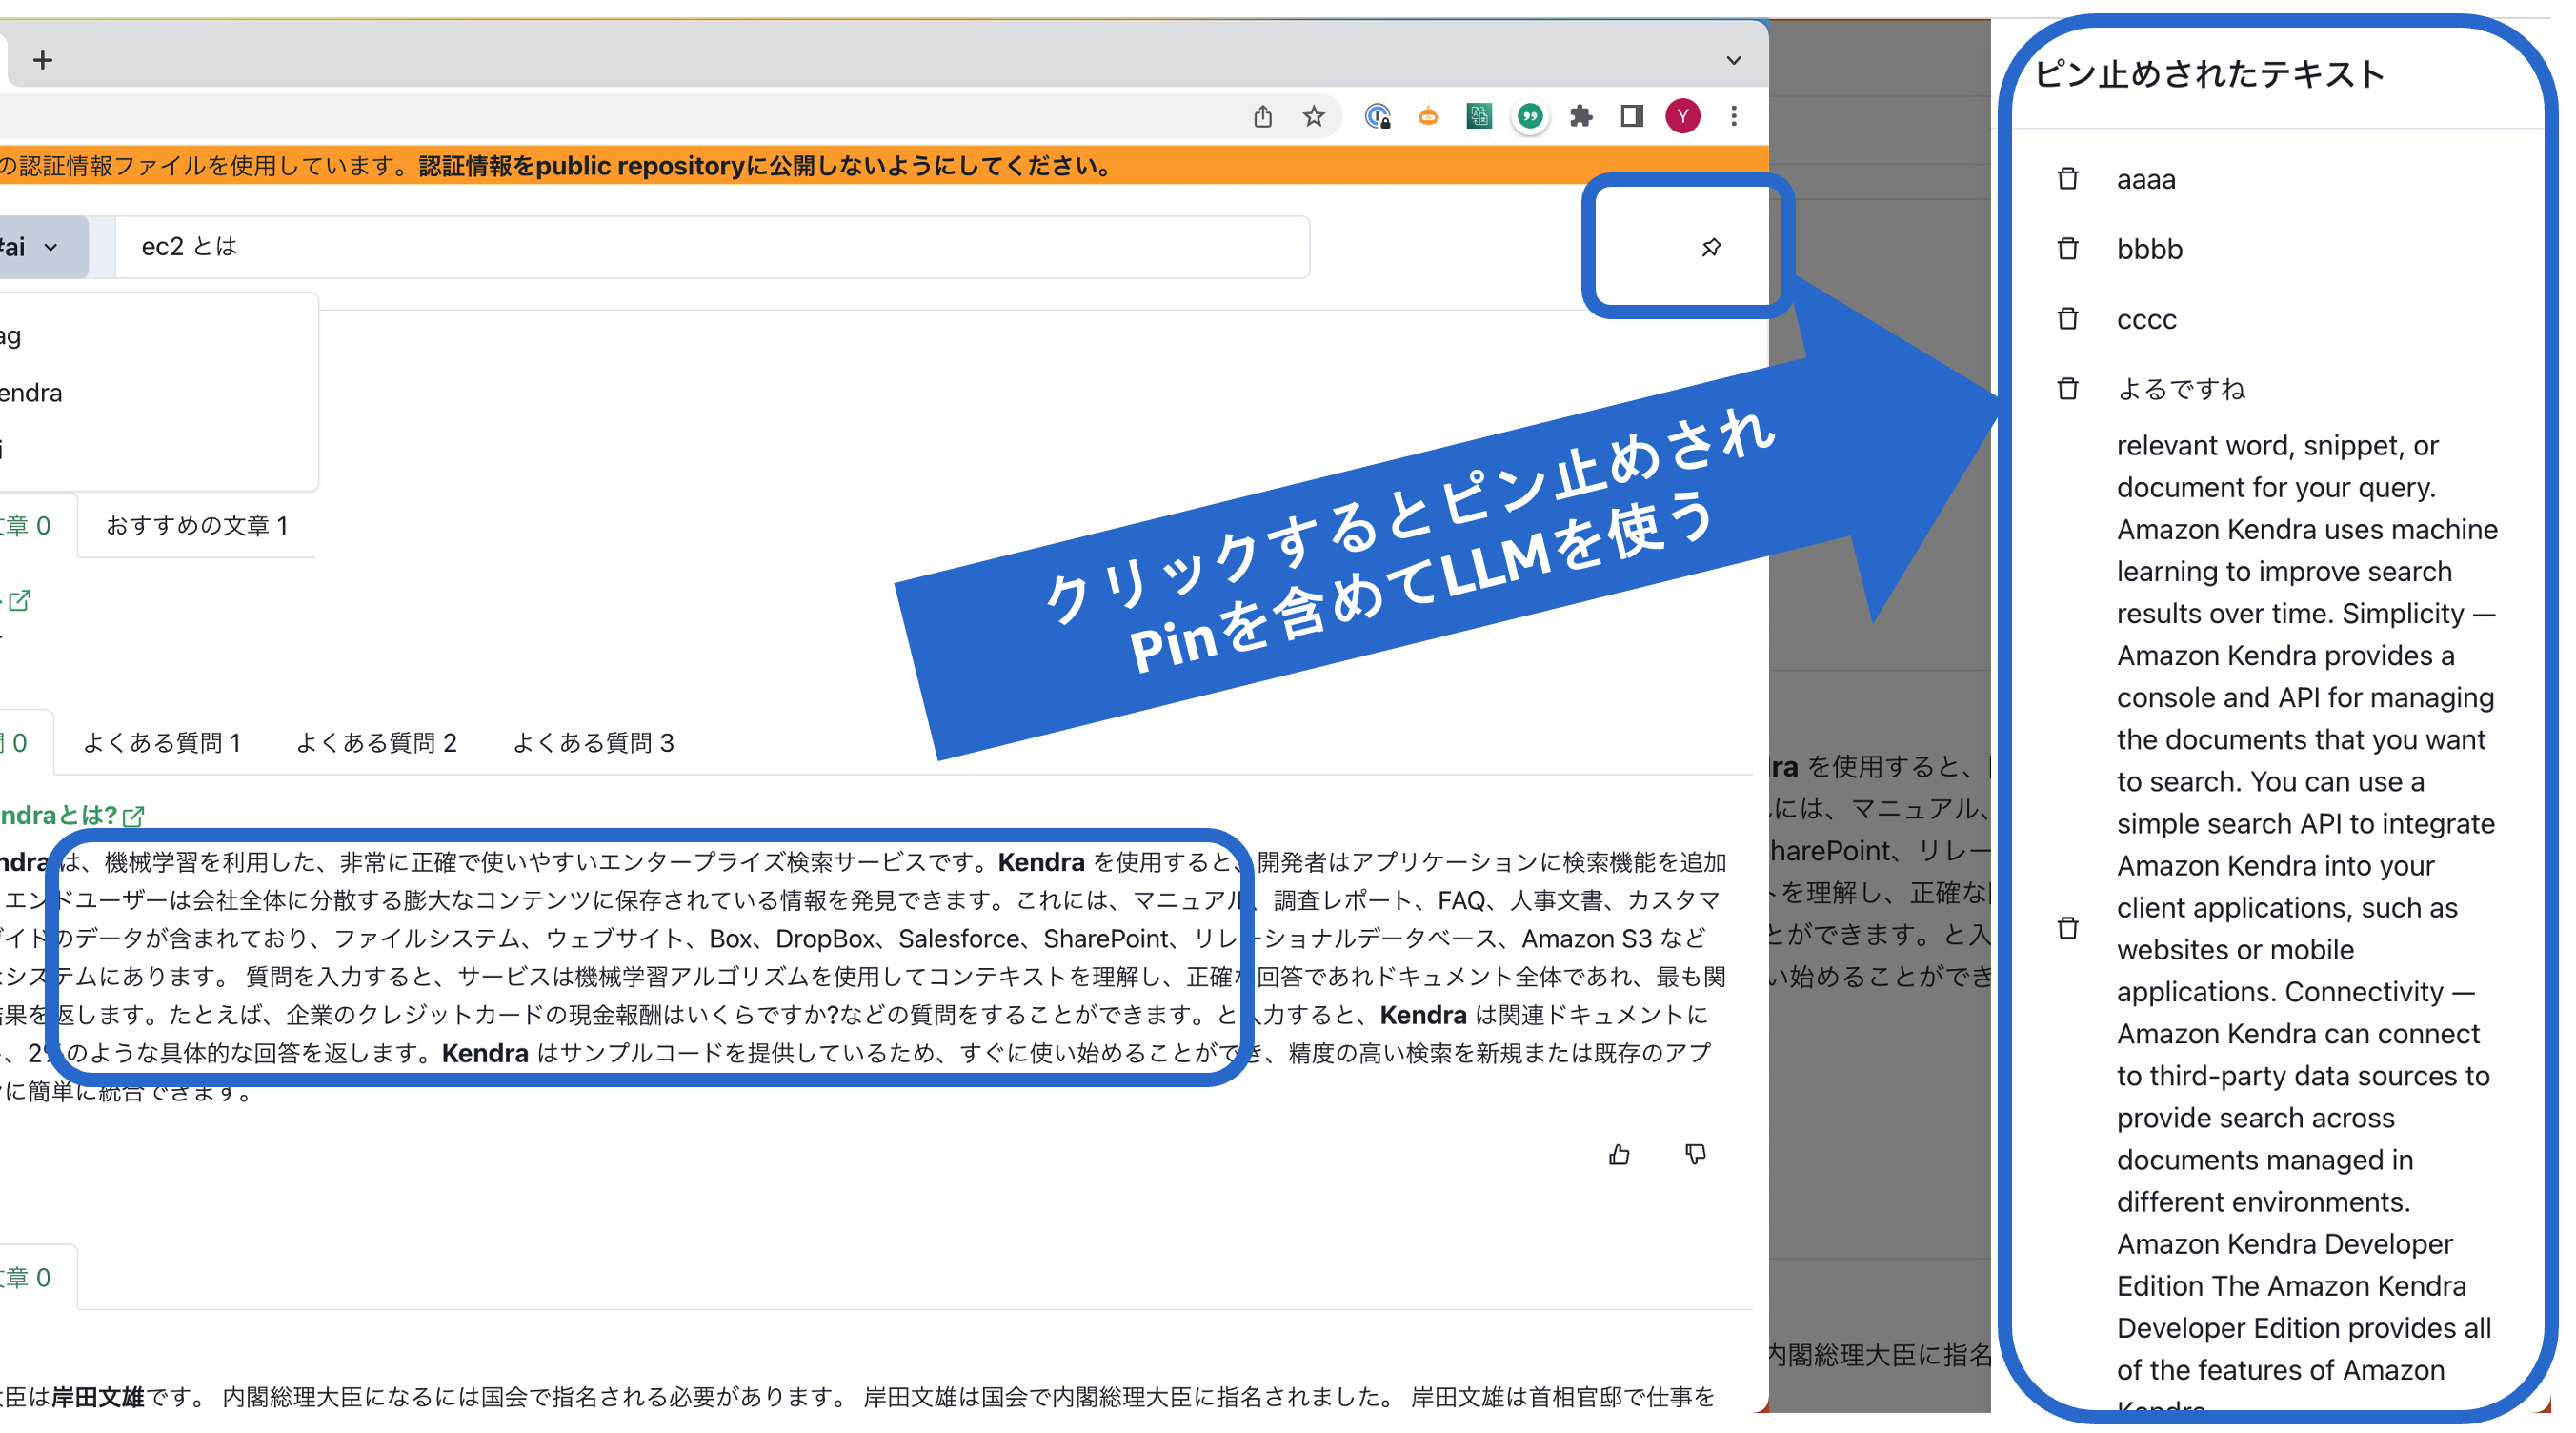 の認証情報ファイルを使用しています。認証情報をpublic repositoryに公開しないようにしてください。
#ai
ec2 とは
ag
endra
i
文章 0
おすすめの文章 1
クリックするとピン止めされ
Pinを含めてLLMを使う
0
よくある質問 1
よくある質問 2
よくある質問 3
ndraとは?
ndra は、機械学習を利用した、非常に正確で使いやすいエンタープライズ検索サービスです。Kendra を使用すると、開発者はアプリケーションに検索機能を追加
エンドユーザーは会社全体に分散する膨大なコンテンツに保存されている情報を発見できます。これには、マニュアル、調査レポート、FAQ、人事文書、カスタマ
イドのデータが含まれており、ファイルシステム、ウェブサイト、Box、DropBox、Salesforce、SharePoint、リレーショナルデータベース、Amazon S3 など
システムにあります。 質問を入力すると、サービスは機械学習アルゴリズムを使用してコンテキストを理解し、正確な回答であれドキュメント全体であれ、最も関
結果を返します。たとえば、企業のクレジットカードの現金報酬はいくらですか?などの質問をすることができます。と入力すると、Kendra は関連ドキュメントに
、2%のような具体的な回答を返します。Kendra はサンプルコードを提供しているため、すぐに使い始めることができ、精度の高い検索を新規または既存のアプ
に簡単に統合できます。
文章 0
大臣は岸田文雄です。 内閣総理大臣になるには国会で指名される必要があります。 岸田文雄は国会で内閣総理大臣に指名されました。 岸田文雄は首相官邸で仕事を
ra を使用すると、
には、マニュアル、
harePoint、リレー
を理解し、正確な
とができます。と入
い始めることができ
内閣総理大臣に指名
ピン止めされたテキスト
aaaa
bbbb
cccc
よるですね
relevant word, snippet, or
document for your query.
Amazon Kendra uses machine
learning to improve search
results over time. Simplicity —
Amazon Kendra provides a
console and API for managing
the documents that you want
to search. You can use a
simple search API to integrate
Amazon Kendra into your
client applications, such as
websites or mobile
applications. Connectivity —
Amazon Kendra can connect
to third-party data sources to
provide search across
documents managed in
different environments.
Amazon Kendra Developer
Edition The Amazon Kendra
Developer Edition provides all
of the features of Amazon
Kendra
Y